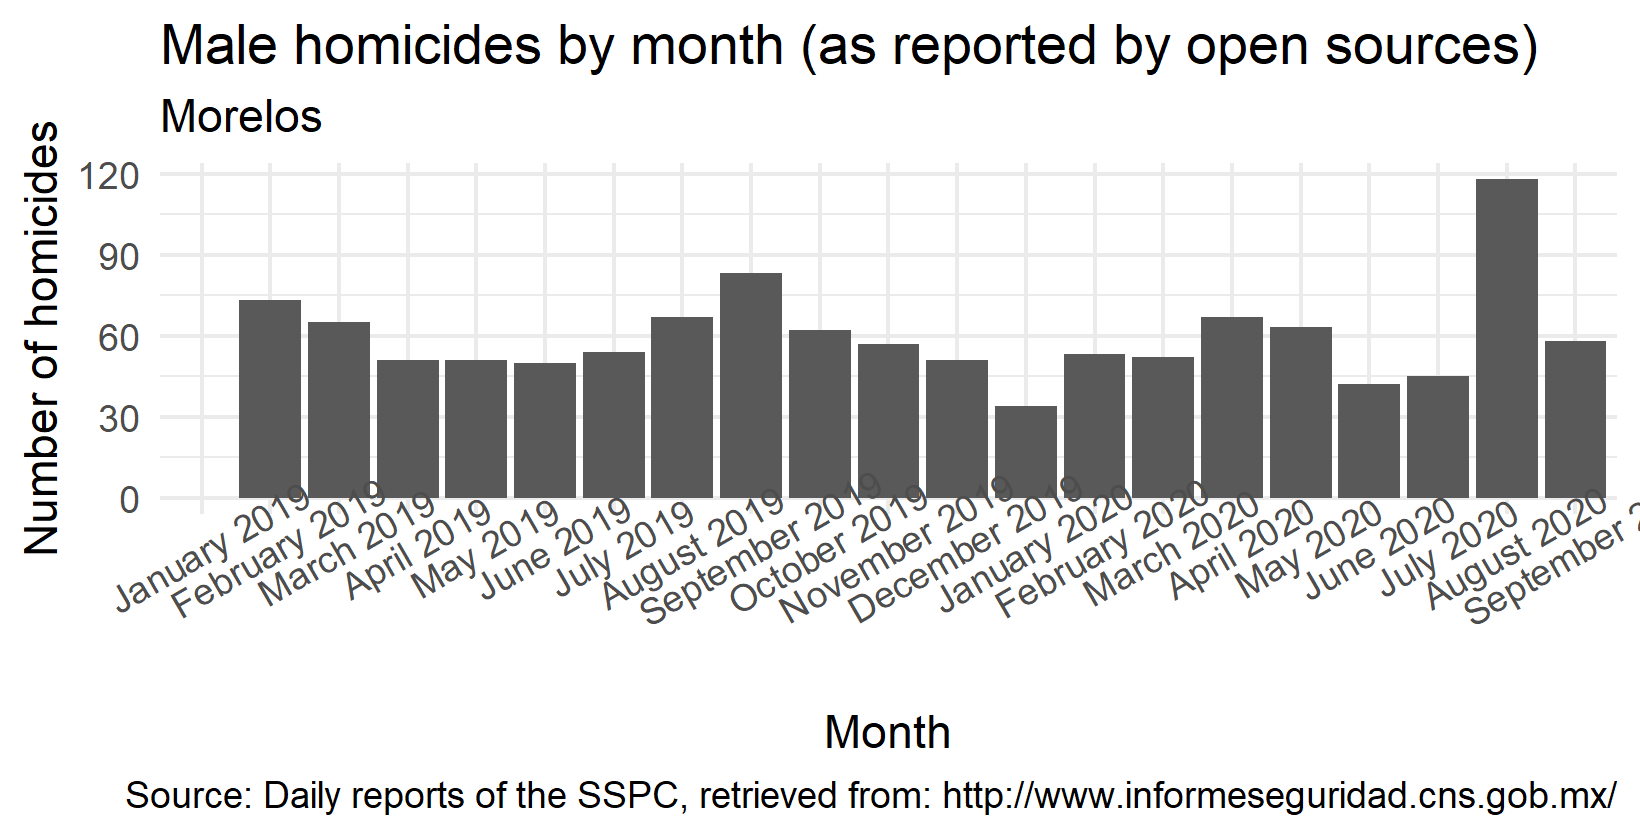 Male homicides by month (as reported by open sources)
Morelos
Number of homicides
120
90
60
30
0
January 2019
February 2019
March 2019
April 2019
May 2019
June 2019
July 2019
August 2019
September 2019
October 2019
November 2019
December 2019
January 2020
February 2020
March 2020
April 2020
May 2020
June 2020
July 2020
August 2020
September 2
Month
Source: Daily reports of the SSPC, retrieved from: http://www.informeseguridad.cns.gob.mx/